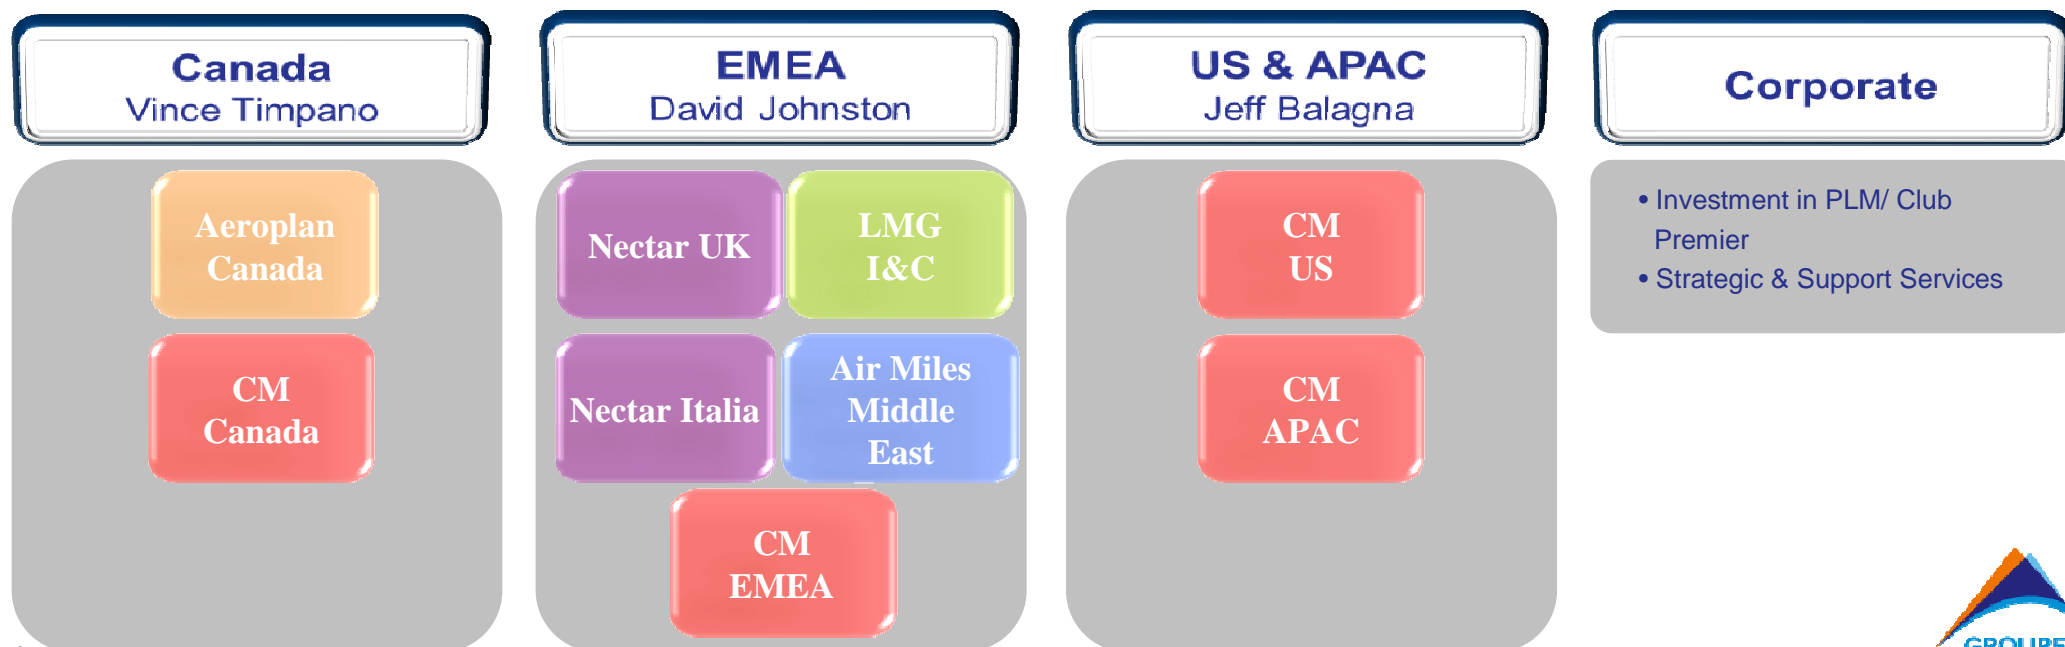 Canada
Vince Timpano
Aeroplan
Canada
CM
Canada
EMEA
David Johnston
Nectar UK
LMG
I&C
Nectar Italia
Air Miles
Middle
East
CM
EMEA
US & APAC
Jeff Balagna
CM
US
CM
APAC
Corporate
• Investment in PLM/ Club
Premier
• Strategic & Support Services
GROUPE